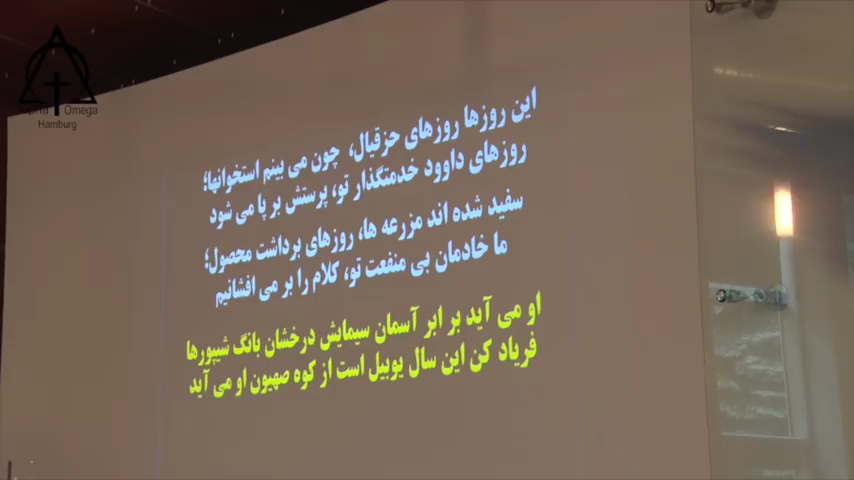 Omega
Hamburg
این روزها روزهای حزقیال، چون می بینم استخوانها؛
روزهای داوود خدمتگذار تو، پرستش بر پا می شود
سفید شده اند مزرعه ها، روزهای برداشت محصول؛
ما خادمان بی منفعت تو، کلام را بر می افشانیم
او می آید بر ابر آسمان سیمایش درخشان بانگ شیپورها
فریاد کن این سال یوبیل است از کوه صهیون او می آید